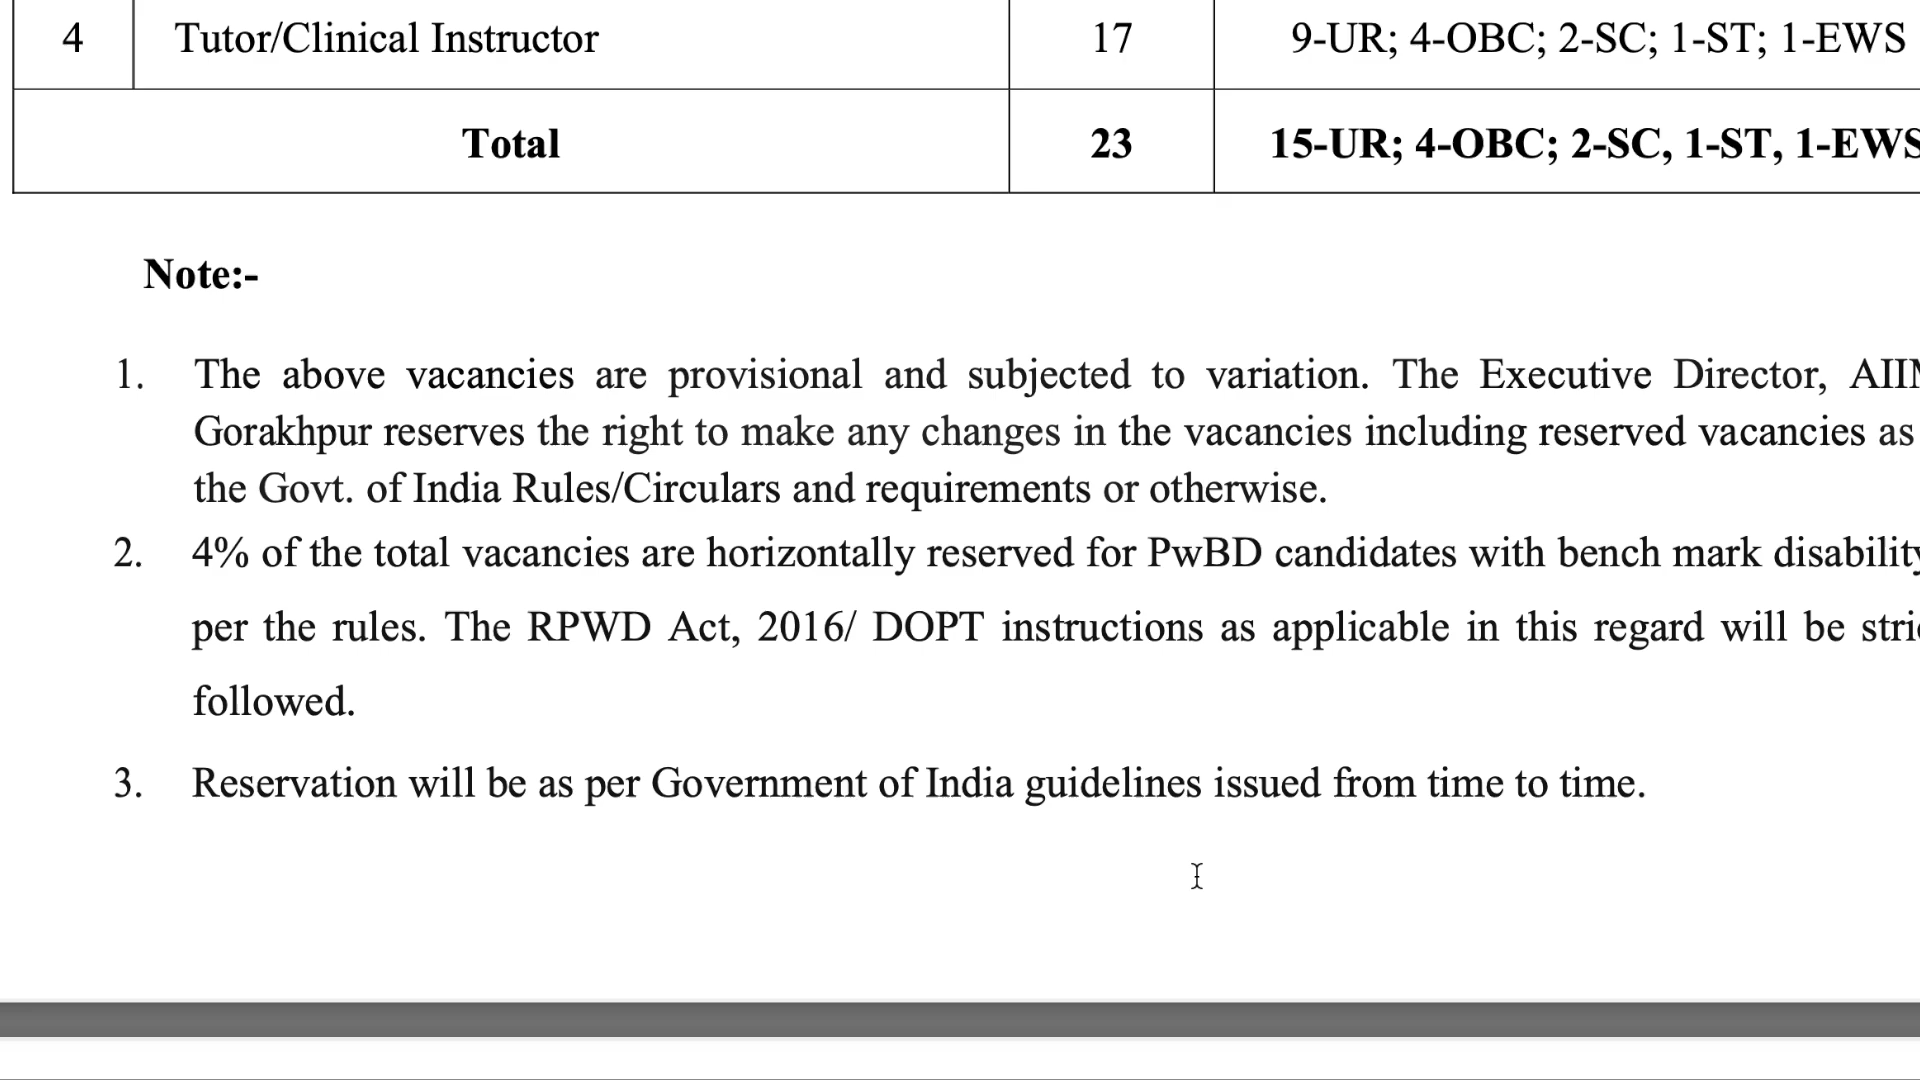 4 Tutor/Clinical Instructor 17 9-UR; 4-OBC; 2-SC; 1-ST; 1-EWS
Total 23 15-UR; 4-OBC; 2-SC, 1-ST, 1-EWS
Note:-
1. The above vacancies are provisional and subjected to variation. The Executive Director,
Gorakhpur reserves the right to make any changes in the vacancies including reserved vacancies as
the Govt. of India Rules/Circulars and requirements or otherwise.
2. 4% of the total vacancies are horizontally reserved for PwBD candidates with bench mark disability
per the rules. The RPWD Act, 2016/ DOPT instructions as applicable in this regard will be
followed.
3. Reservation will be as per Government of India guidelines issued from time to time.